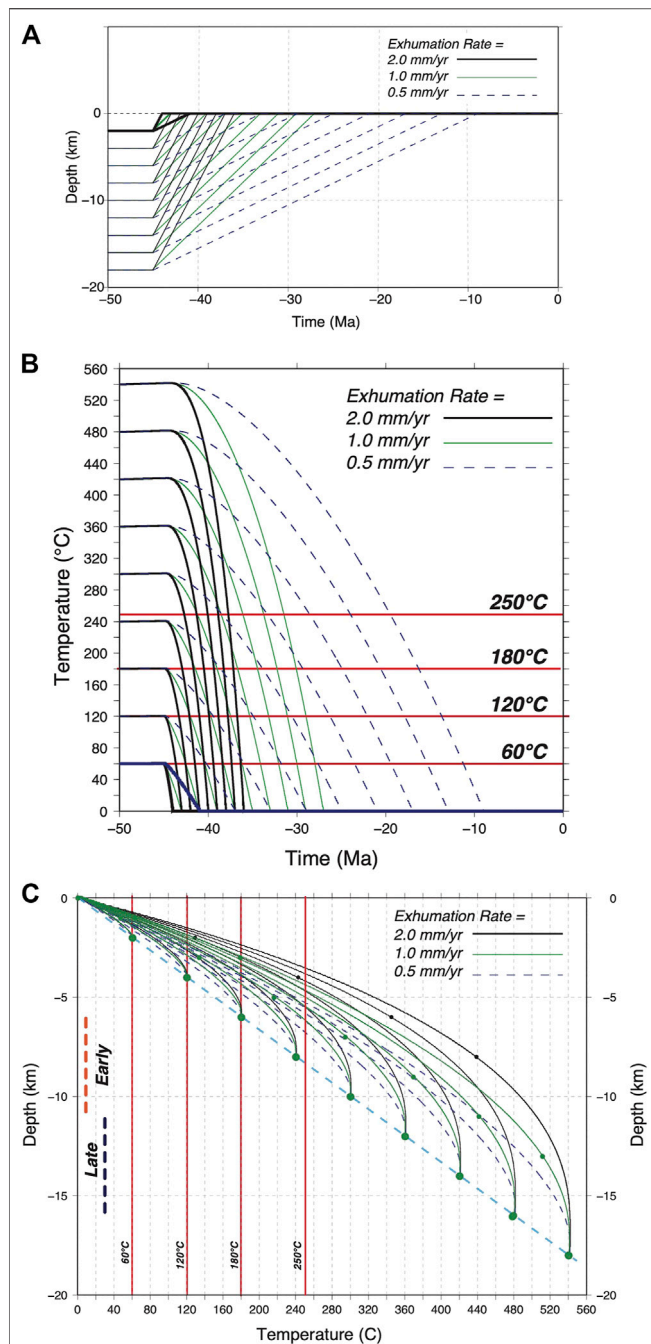 A
Exhumation Rate =
2.0 mm/yr
1.0 mm/yr
0.5 mm/yr
10
0
−10
−20
Depth (km)
−50 −40 −30 −20 −10 0
Time (Ma)
B
560
520
480
440
400
360
320
280
240
200
160
120
80
40
0
Temperature (°C)
Exhumation Rate =
2.0 mm/yr
1.0 mm/yr
0.5 mm/yr
250°C
180°C
120°C
60°C
−50 −40 −30 −20 −10 0
Time (Ma)
C
Exhumation Rate =
2.0 mm/yr
1.0 mm/yr
0.5 mm/yr
0 0
−5 −5
−10 −10
−15 −15
−20 −20
Depth (km)
Depth (km)
Early
Late
60°C
120°C
180°C
250°C
0 40 80 120 160 200 240 280 320 360 400 440 480 520 560
Temperature (C)